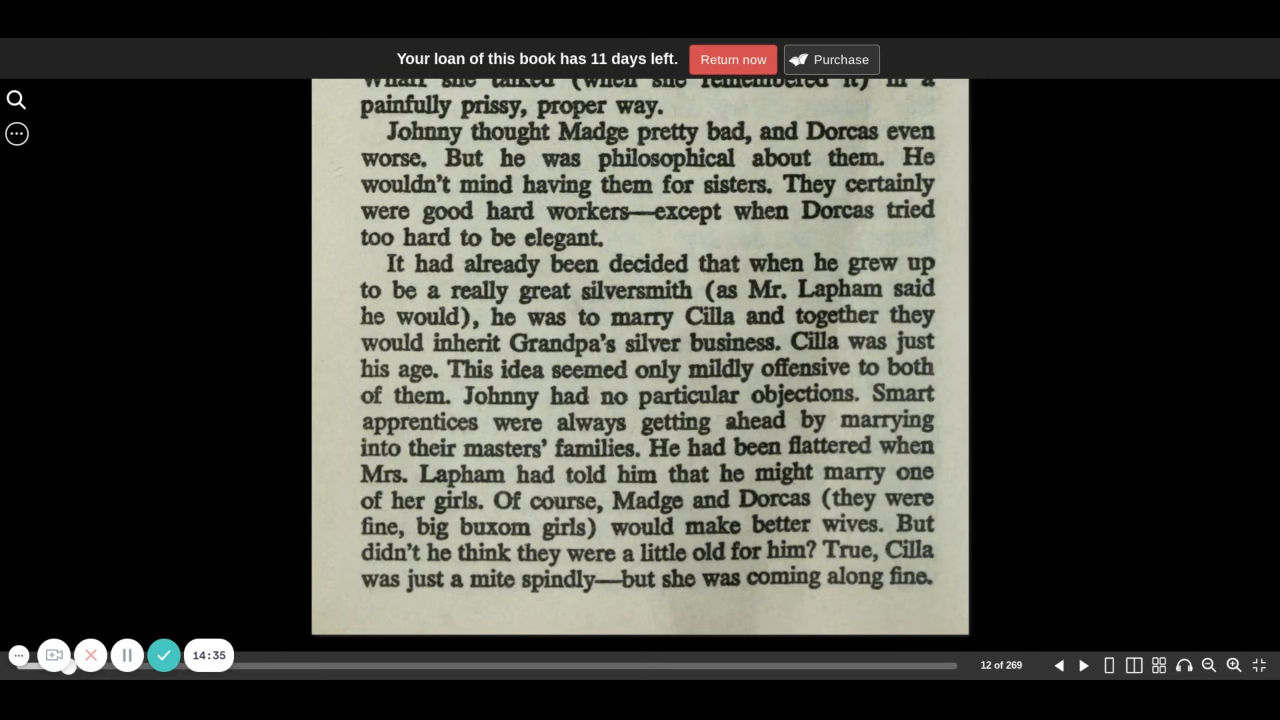 Your loan of this book has 11 days left. Return now Purchase
Whan she talked (when she remembered it) in a
painfully prissy, proper way.
Johnny thought Madge pretty bad, and Dorcas even
worse. But he was philosophical about them. He
wouldn't mind having them for sisters. They certainly
were good hard workers—except when Dorcas tried
too hard to be elegant.
It had already been decided that when he grew up
to be a really great silversmith (as Mr. Lapham said
he would), he was to marry Cilla and together they
would inherit Grandpa's silver business. Cilla was just
his age. This idea seemed only mildly offensive to both
of them. Johnny had no particular objections. Smart
apprentices were always getting ahead by marrying
into their masters' families. He had been flattered when
Mrs. Lapham had told him that he might marry one
of her girls. Of course, Madge and Dorcas (they were
fine, big buxom girls) would make better wives. But
didn't he think they were a little old for him? True, Cilla
was just a mite spindly—but she was coming along fine.
14:35
12 of 269